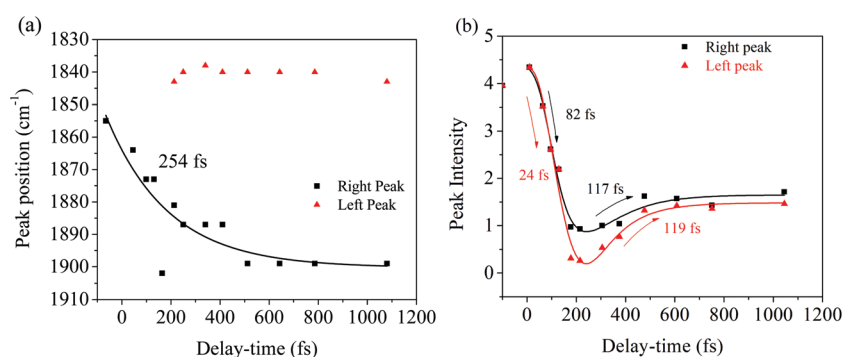 (a)
1830
1840
1850
1860
1870
1880
1890
1900
1910
Peak position (cm⁻¹)
254 fs
Right Peak
Left Peak
0 200 400 600 800 1000 1200
Delay-time (fs)
(b)
5
4
3
2
1
0
Peak Intensity
Right peak
Left peak
82 fs
24 fs
117 fs
119 fs
0 200 400 600 800 1000 1200
Delay-time (fs)